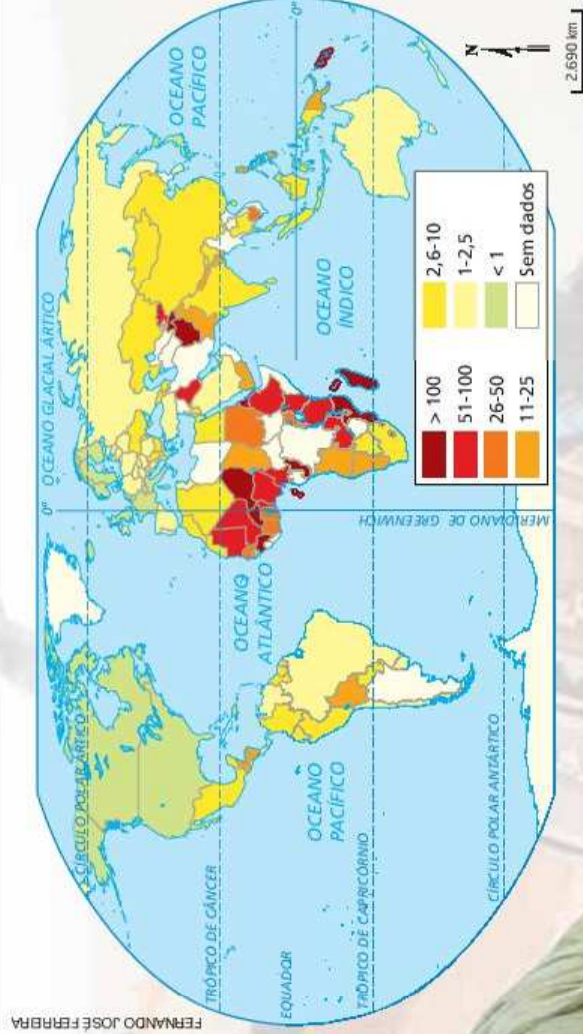 FERNANDO JOSÉ FERREIRA
OCEANO GLACIAL ÁRTICO
0°
CÍRCULO POLAR ÁRTICO
OCEANO
PACÍFICO
TRÓPICO DE CÂNCER
OCEANO
ATLÂNTICO
EQUADOR
0°
OCEANO
PACÍFICO
OCEANO
ÍNDICO
TRÓPICO DE CAPRICÓRNIO
MERIDIANO DE GREENWICH
CÍRCULO POLAR ANTÁRTICO
> 100
51-100
26-50
11-25
2,6-10
1-2,5
< 1
Sem dados
N
2.690 km